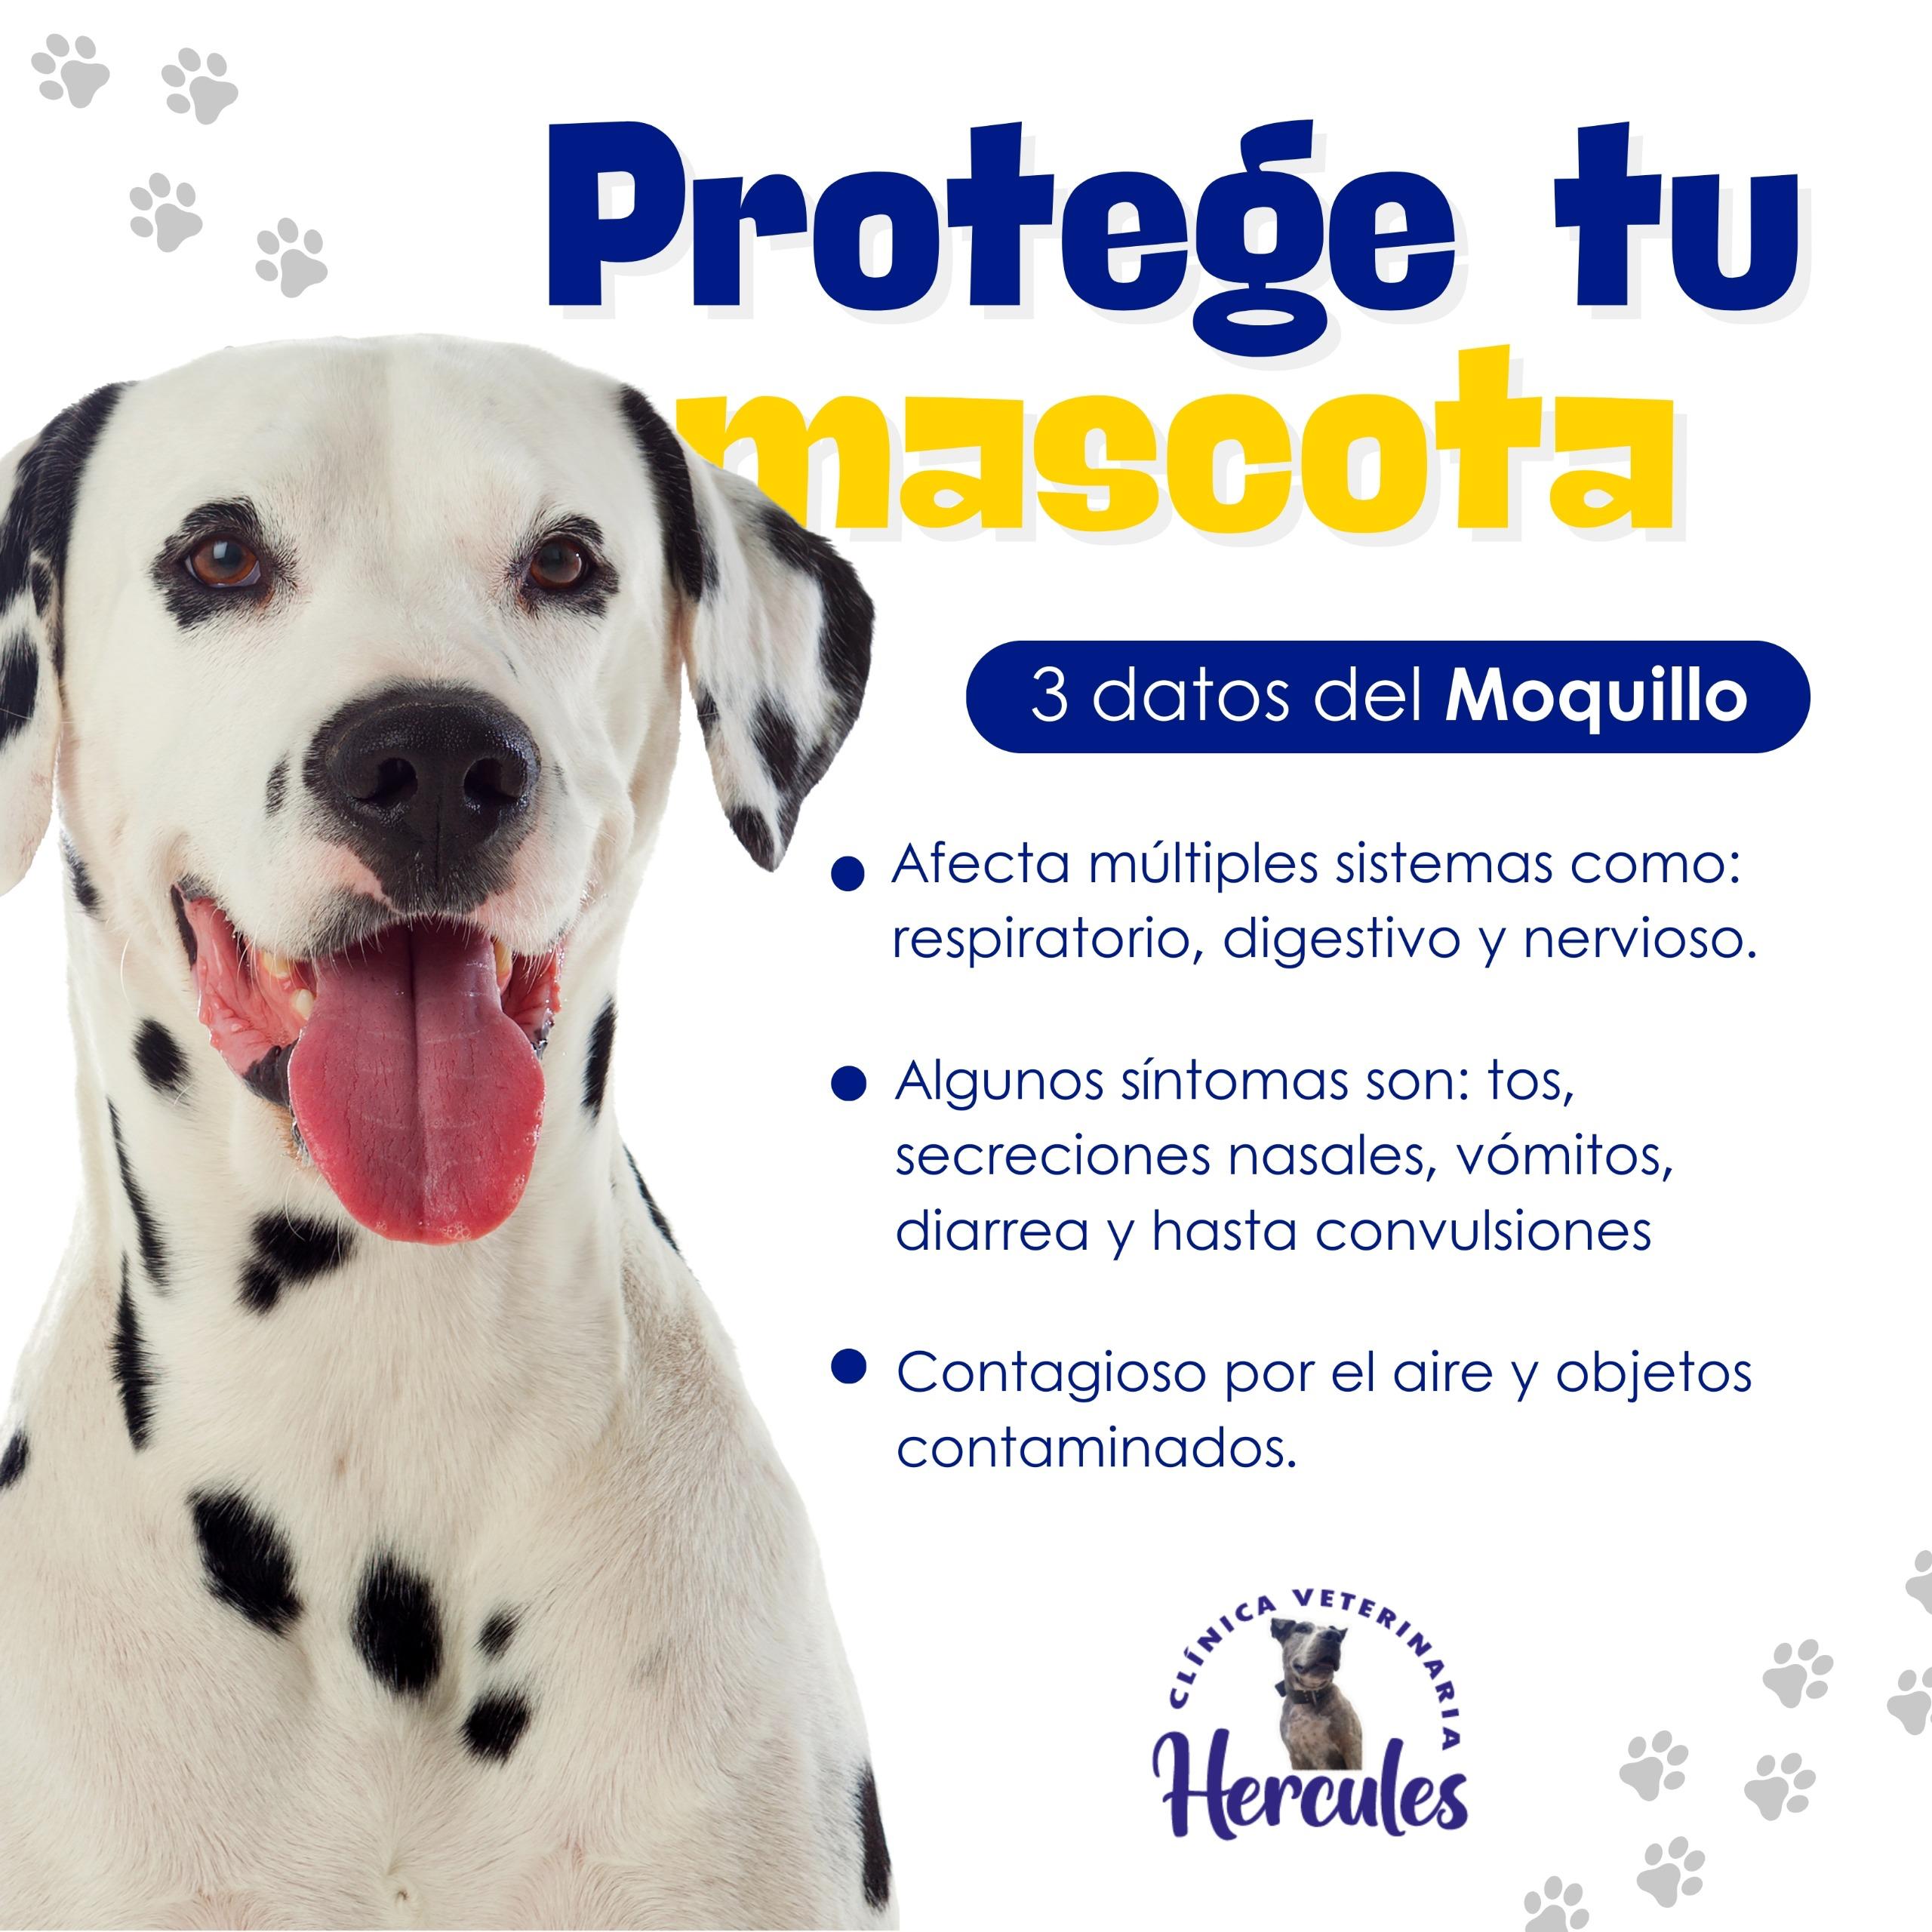 Protege tu
mascota
3 datos del Moquillo
Afecta múltiples sistemas como:
respiratorio, digestivo y nervioso.
Algunos síntomas son: tos,
secreciones nasales, vómitos,
diarrea y hasta convulsiones
Contagioso por el aire y objetos
contaminados.
CLÍNICA VETERINARIA
Hercules